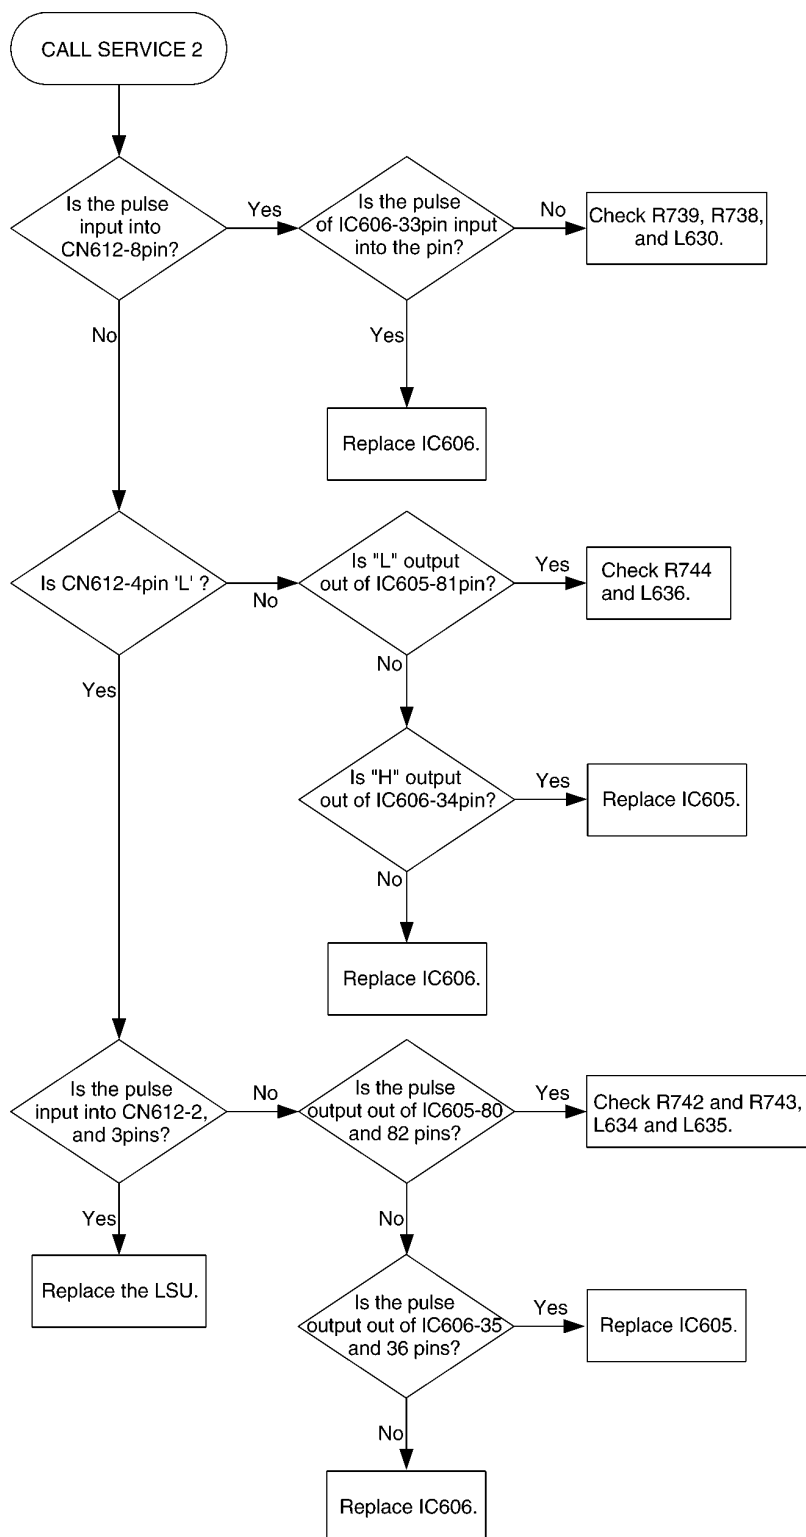 CALL SERVICE 2
Is the pulse
input into
CN612-8pin?
Yes
Is the pulse
of IC606-33pin input
into the pin?
No
Check R739, R738,
and L630.
No
Yes
Replace IC606.
Is CN612-4pin 'L' ?
No
Is "L" output
out of IC605-81pin?
Yes
Check R744
and L636.
No
Yes
Is "H" output
out of IC606-34pin?
Yes
Replace IC605.
No
Replace IC606.
Is the pulse
input into CN612-2,
and 3pins?
No
Is the pulse
output out of IC605-80
and 82 pins?
Yes
Check R742 and R743,
L634 and L635.
Yes
No
Replace the LSU.
Is the pulse
output out of IC606-35
and 36 pins?
Yes
Replace IC605.
No
Replace IC606.